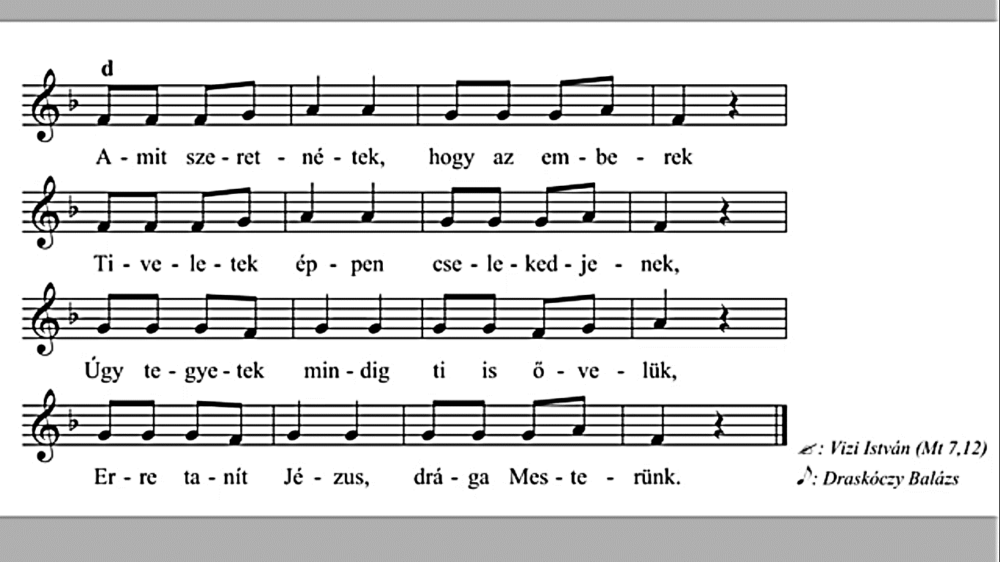 d
A - mit sze - ret - né - tek, hogy az em - be - rek
Ti - ve - le - tek ép - pen cse - le - ked - je - nek,
Úgy te - gye - tek min - dig ti is ő - ve - lük,
Er - re ta - nít Jé - zus, drá - ga Mes - te - rünk.
: Vizi István (Mt 7,12)
: Draskóczy Balázs